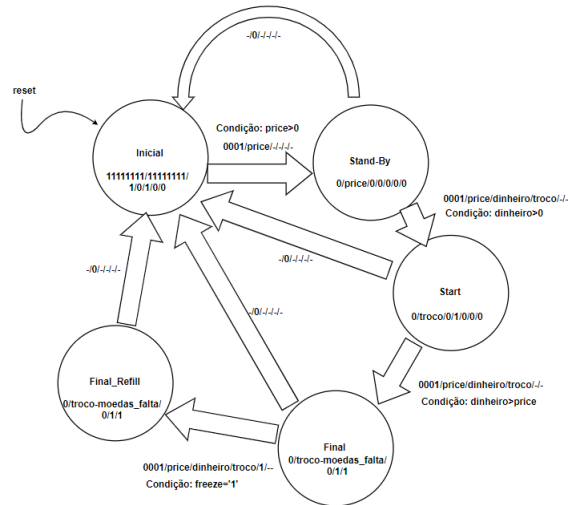 -/0/-/-/-/-
reset
Condição: price>0
0001/price/-/-/-/-
Inicial
11111111/11111111/
1/0/1/0/0
Stand-By
0/price/0/0/0/0/0
0001/price/dinheiro/troco/-/-
Condição: dinheiro>0
-/0/-/-/-/-
Start
0/troco/0/1/0/0/0
-/0/-/-/-/-
-/0/-/-/-/-
Final_Refill
0/troco-moedas_falta/
0/1/1
0001/price/dinheiro/troco/-/-
Condição: dinheiro>price
Final
0/troco-moedas_falta/
0/1/1
0001/price/dinheiro/troco/1/--
Condição: freeze='1'